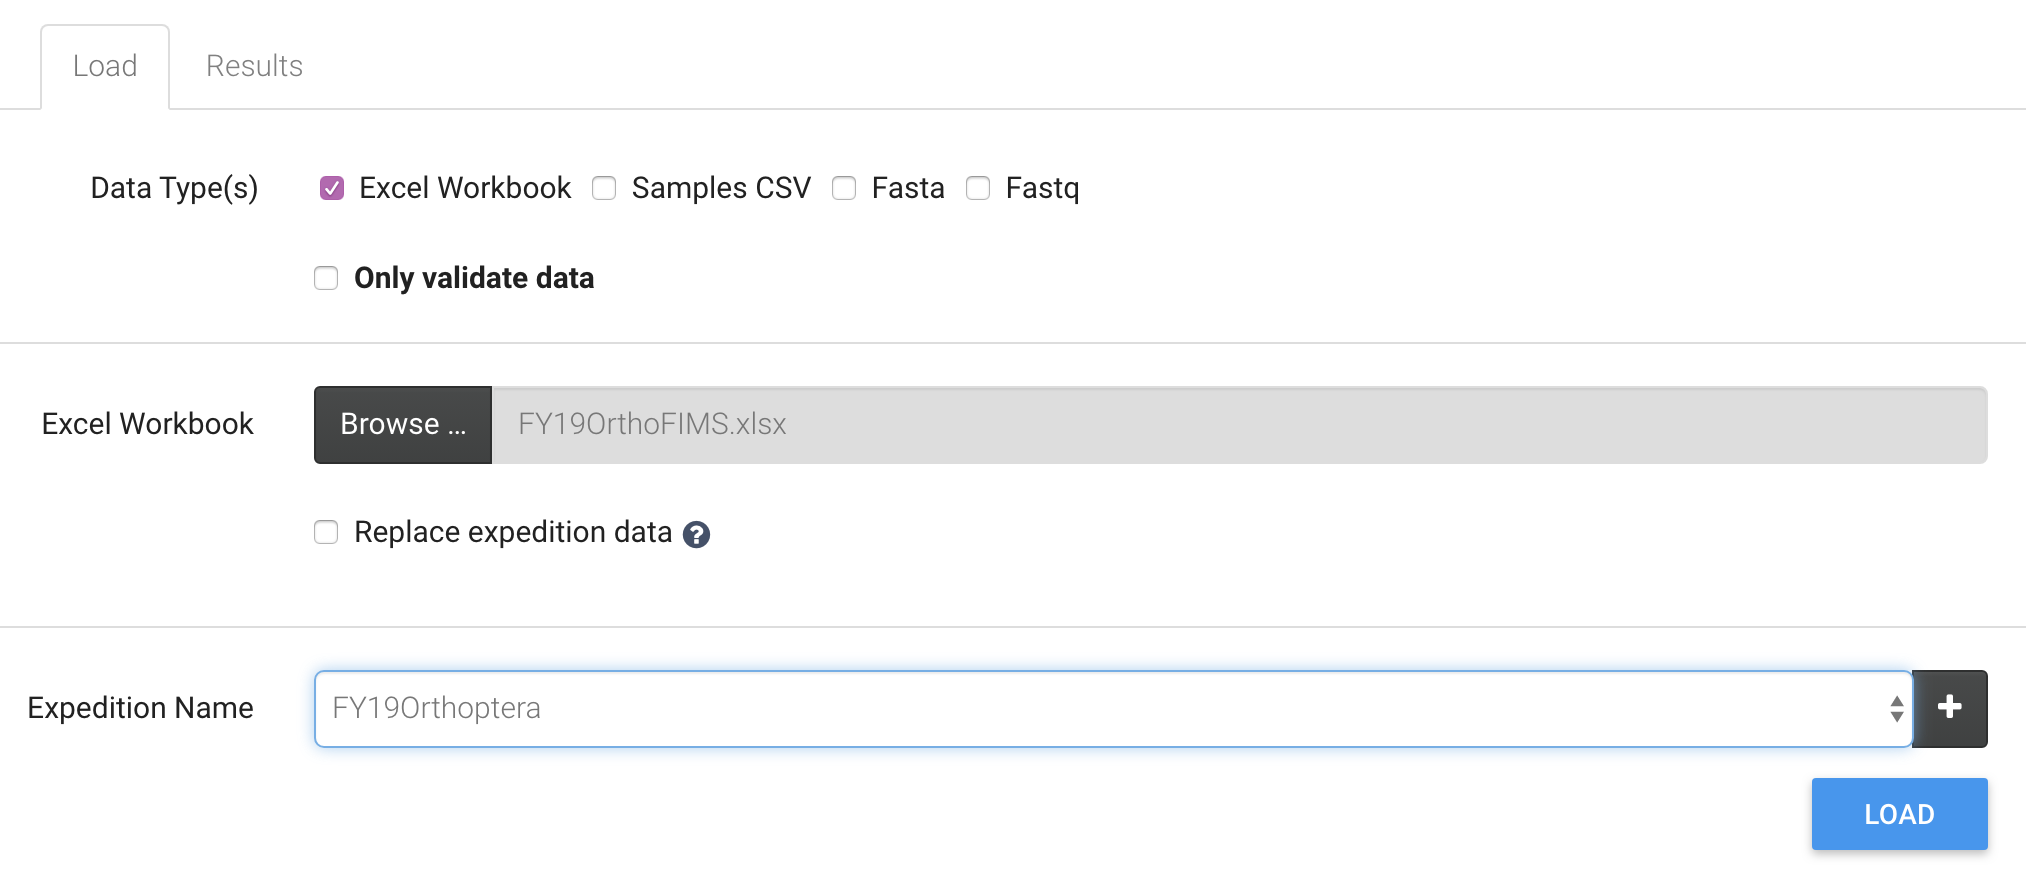 Load Results
Data Type(s) Excel Workbook Samples CSV Fasta Fastq
Only validate data
Excel Workbook Browse ... FY19OrthoFIMS.xlsx
Replace expedition data ?
Expedition Name FY19Orthoptera +
LOAD